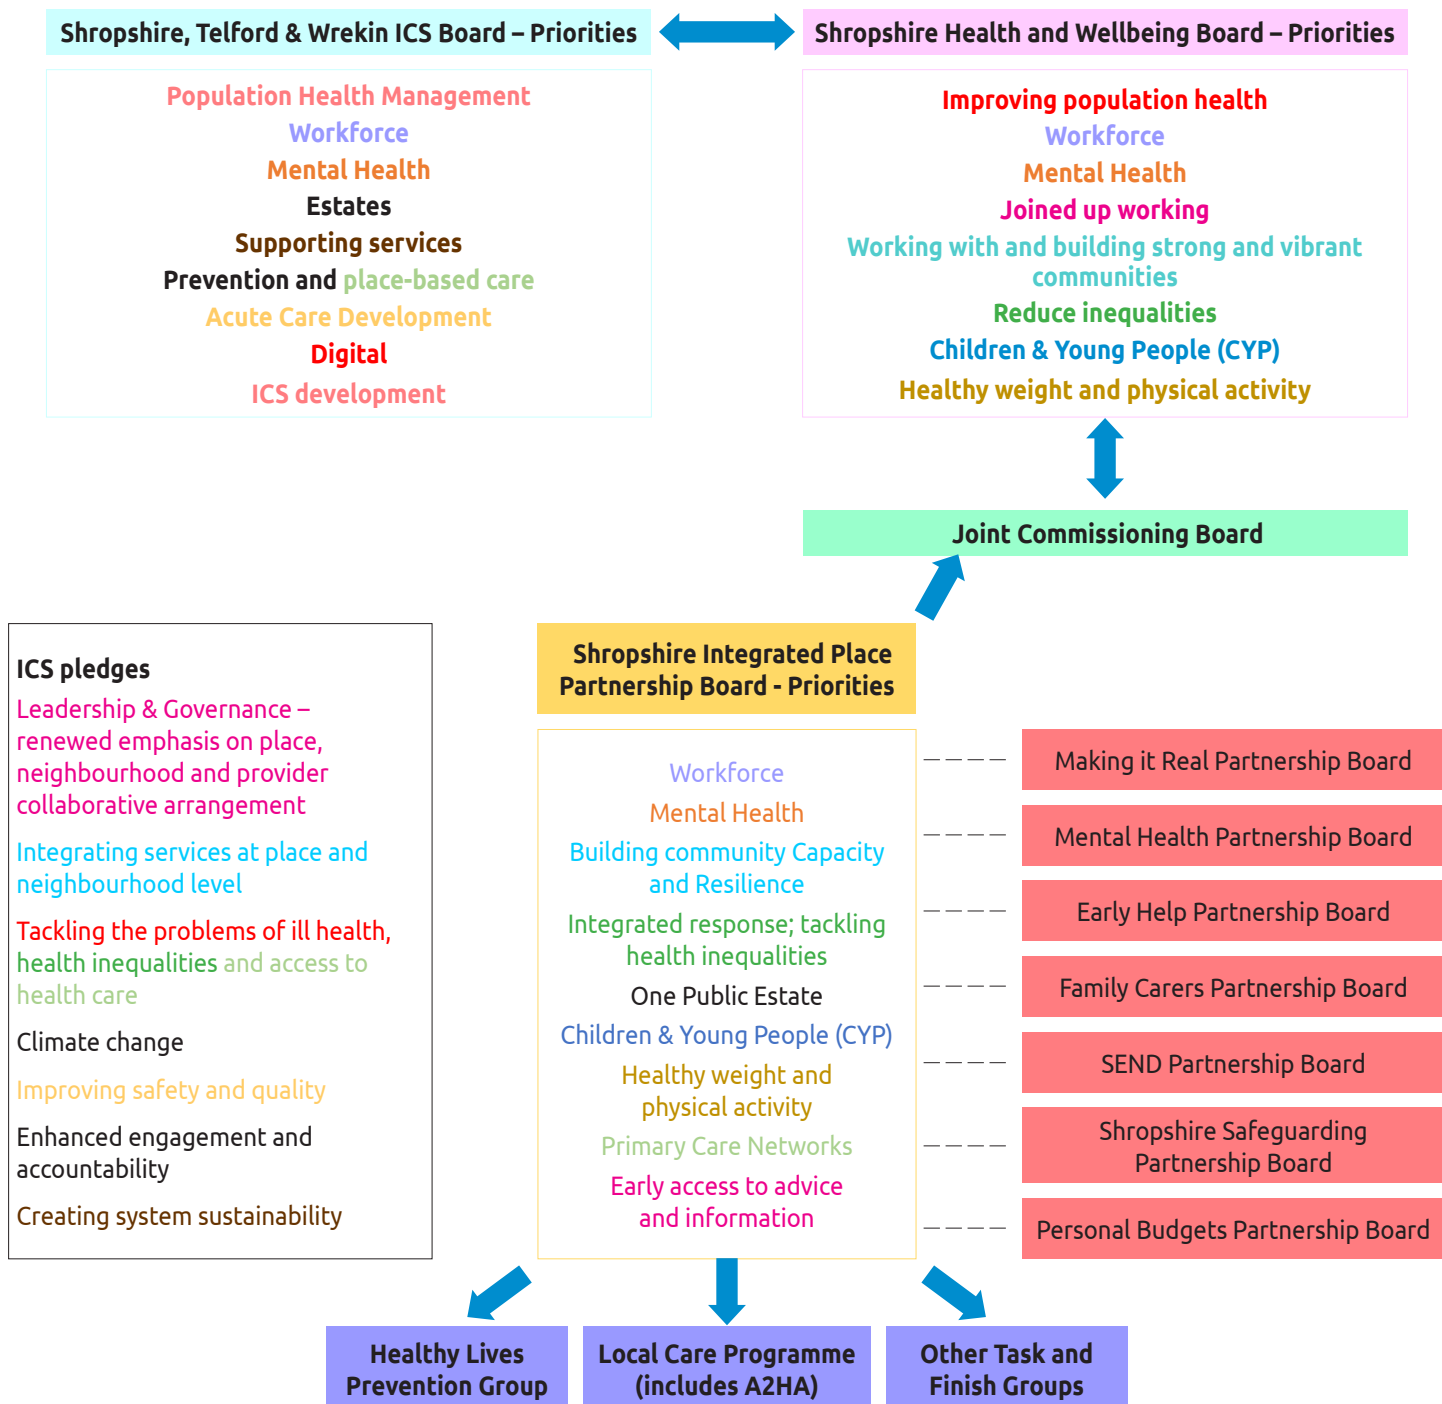 Shropshire, Telford & Wrekin ICS Board – Priorities
Population Health Management
Workforce
Mental Health
Estates
Supporting services
Prevention and place-based care
Acute Care Development
Digital
ICS development
Shropshire Health and Wellbeing Board – Priorities
Improving population health
Workforce
Mental Health
Joined up working
Working with and building strong and vibrant
communities
Reduce inequalities
Children & Young People (CYP)
Healthy weight and physical activity
Joint Commissioning Board
ICS pledges
Leadership & Governance –
renewed emphasis on place,
neighbourhood and provider
collaborative arrangement
Integrating services at place and
neighbourhood level
Tackling the problems of ill health,
health inequalities and access to
health care
Climate change
Improving safety and quality
Enhanced engagement and
accountability
Creating system sustainability
Shropshire Integrated Place
Partnership Board - Priorities
Workforce
Mental Health
Building community Capacity
and Resilience
Integrated response; tackling
health inequalities
One Public Estate
Children & Young People (CYP)
Healthy weight and
physical activity
Primary Care Networks
Early access to advice
and information
Making it Real Partnership Board
Mental Health Partnership Board
Early Help Partnership Board
Family Carers Partnership Board
SEND Partnership Board
Shropshire Safeguarding
Partnership Board
Personal Budgets Partnership Board
Healthy Lives
Prevention Group
Local Care Programme
(includes A2HA)
Other Task and
Finish Groups